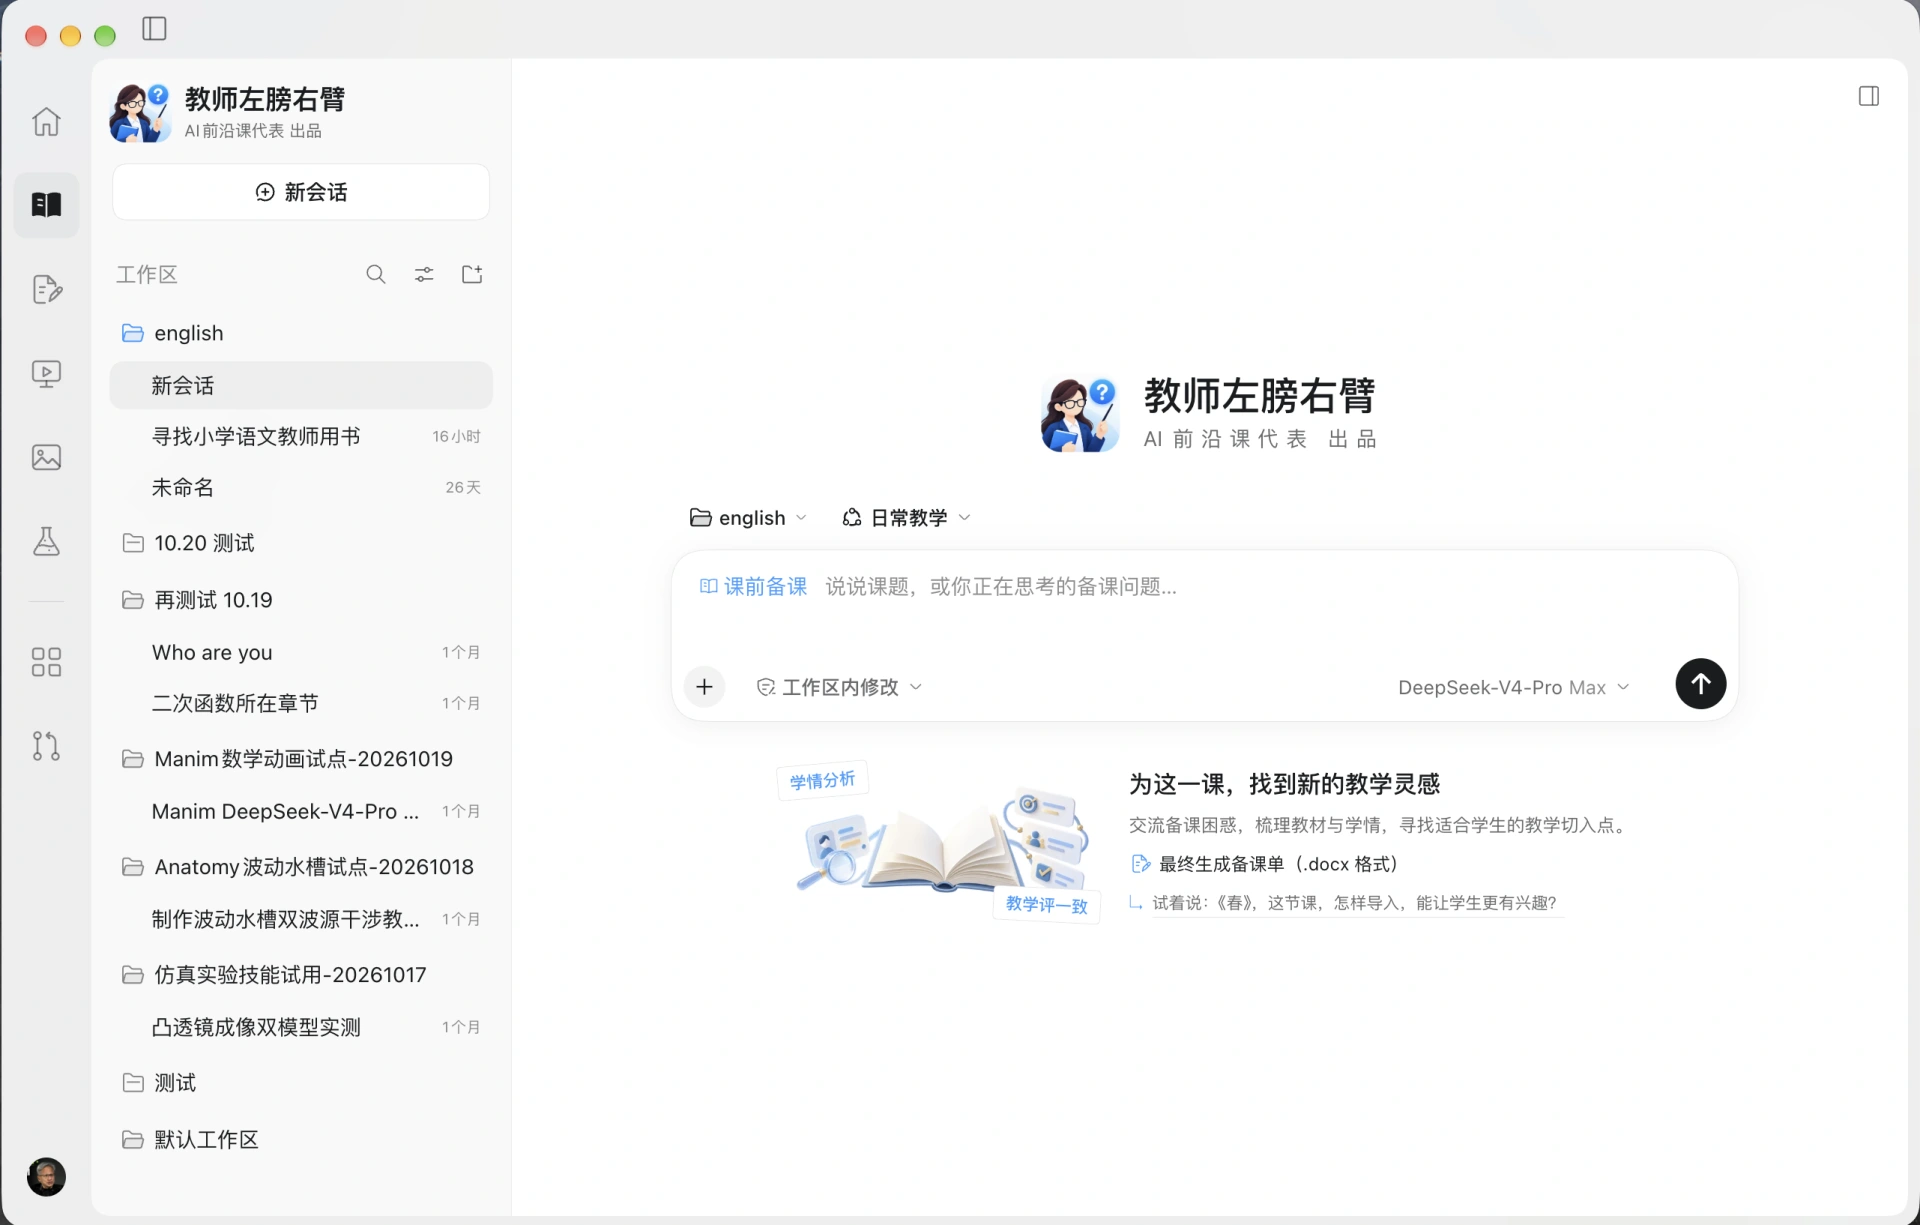 教师左膀右臂
AI前沿课代表 出品
新会话
工作区
english
新会话
寻找小学语文教师用书 16小时
未命名 26天
10.20 测试
再测试 10.19
Who are you 1个月
二次函数所在章节 1个月
Manim数学动画试点-20261019
Manim DeepSeek-V4-Pro ... 1个月
Anatomy波动水槽试点-20261018
制作波动水槽双波源干涉教... 1个月
仿真实验技能试用-20261017
凸透镜成像双模型实测 1个月
测试
默认工作区
?
教师左膀右臂
AI 前沿课代表 出品
english 日常教学
课前备课 说说课题，或你正在思考的备课问题...
工作区内修改 DeepSeek-V4-Pro Max
学情分析
教学评一致
为这一课，找到新的教学灵感
交流备课困惑，梳理教材与学情，寻找适合学生的教学切入点。
最终生成备课单（.docx 格式）
试着说：《春》，这节课，怎样导入，能让学生更有兴趣？